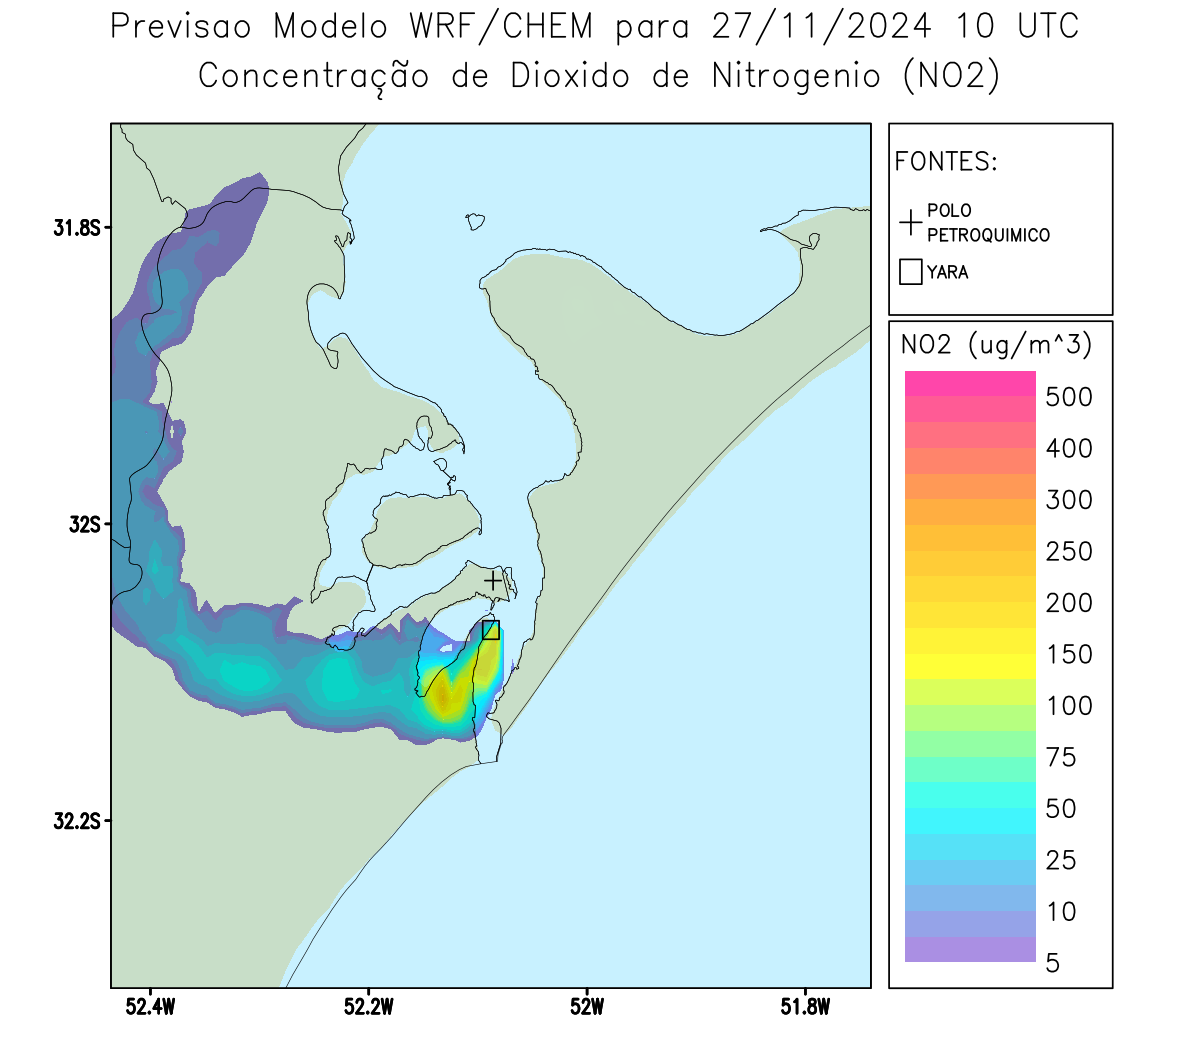 Previsao Modelo WRF/CHEM para 27/11/2024 10 UTC
Concentração de Dioxido de Nitrogenio (NO2)
FONTES:
POLO
PETROQUIMICO
YARA
NO2 (ug/m^3)
500
400
300
250
200
150
100
75
50
25
10
5
31.8S
32S
32.2S
52.4W
52.2W
52W
51.8W